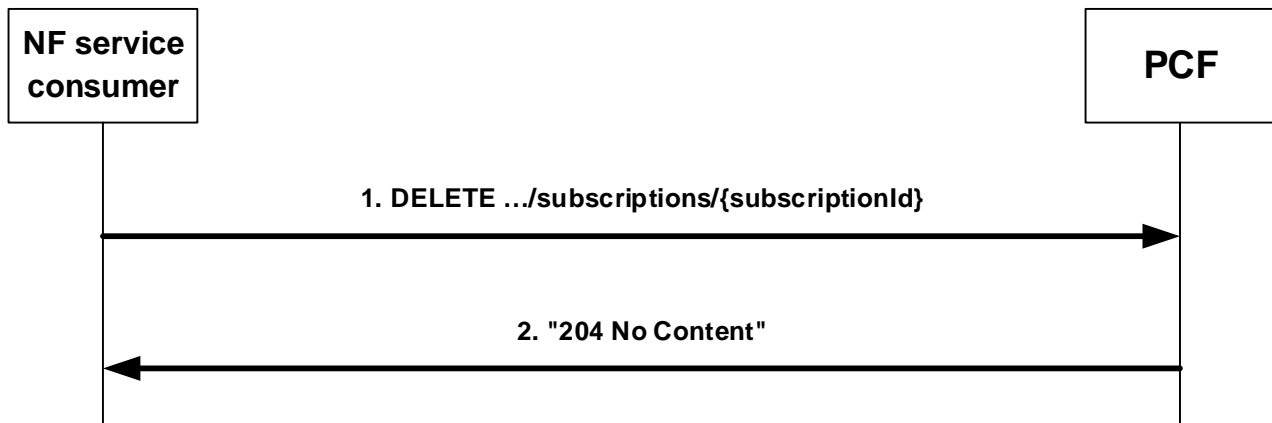 NF service
consumer
PCF
1. DELETE …/subscriptions/{subscriptionId}
2. "204 No Content"